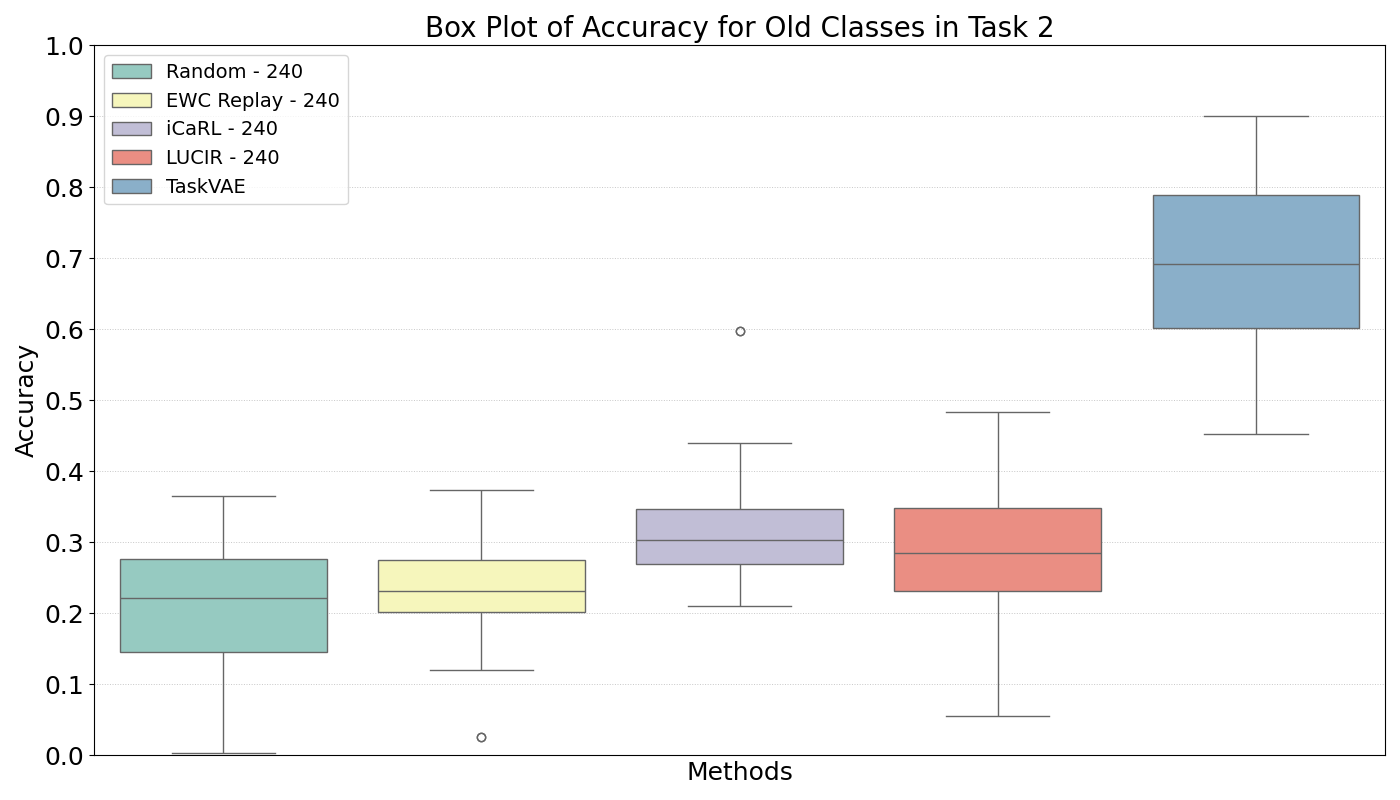 Box Plot of Accuracy for Old Classes in Task 2
1.0
0.9
0.8
0.7
0.6
0.5
0.4
0.3
0.2
0.1
0.0
Accuracy
Random - 240
EWC Replay - 240
iCaRL - 240
LUCIR - 240
TaskVAE
Methods